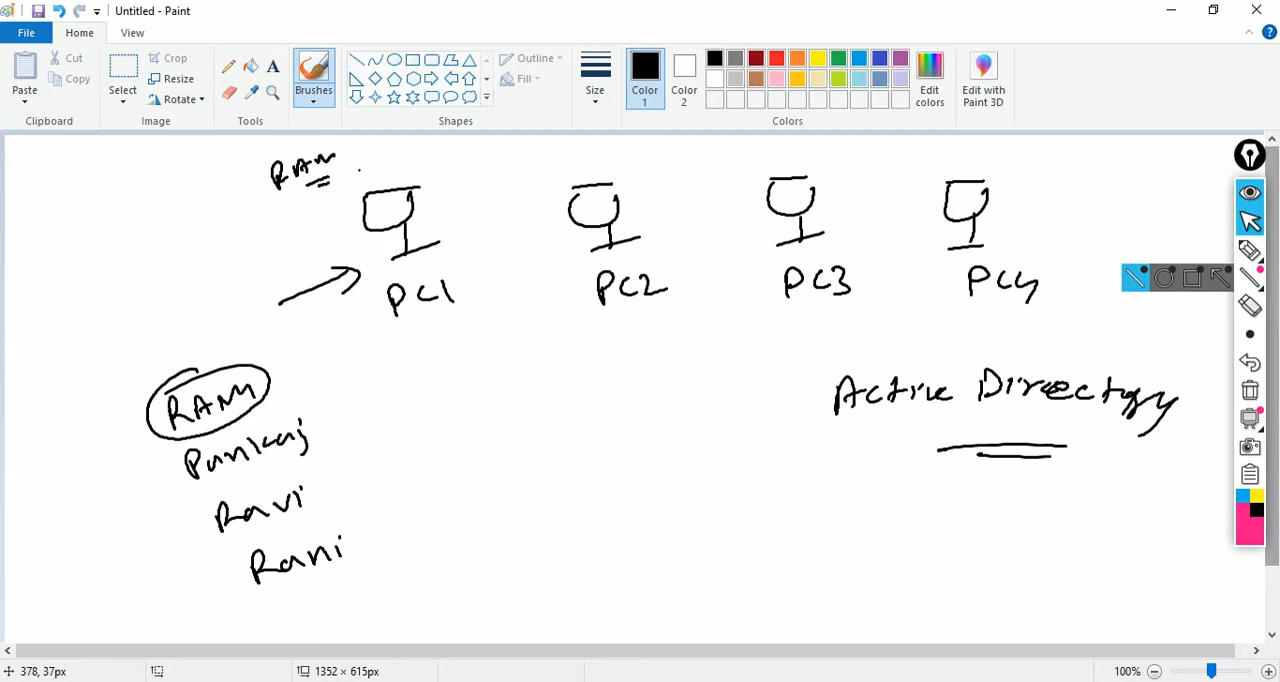 Untitled - Paint
File Home View
Paste Cut Copy Clipboard
Select Crop Resize Rotate Image
Tools
Brushes
Outline Fill Shapes
Size
Color 1 Color 2 Edit colors Colors
Edit with Paint 3D
RAM
PC1 PC2 PC3 PC4
RAM
Punkaj
Ravi
Rani
Active Directory
378, 37px 1352 × 615px 100%